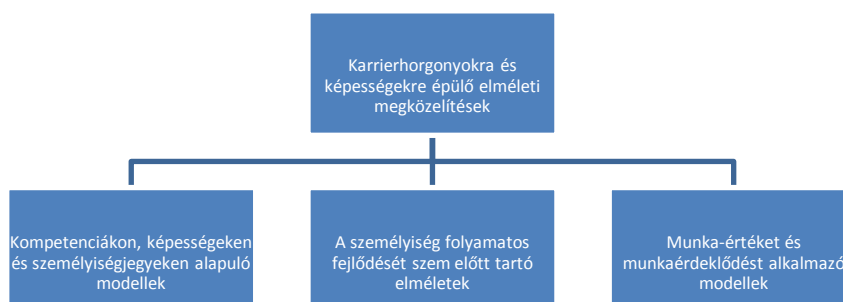 Karrierhorgonyokra és
képességekre épülő elméleti
megközelítések
Kompetenciákon, képességeken
és személyiségjegyeken alapuló
modellek
A személyiség folyamatos
fejlődését szem előtt tartó
elméletek
Munka-értéket és
munkaérdeklődést alkalmazó
modellek